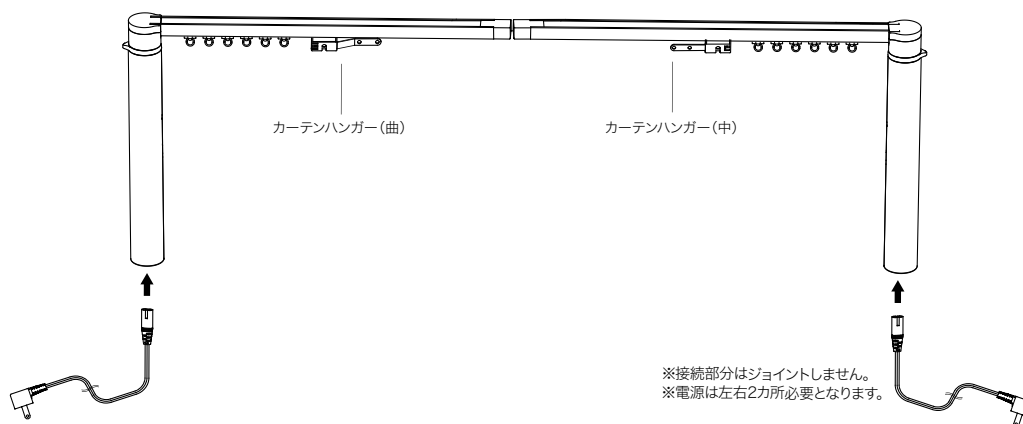 カーテンハンガー（曲）
カーテンハンガー（中）
※接続部分はジョイントしません。
※電源は左右2カ所必要となります。